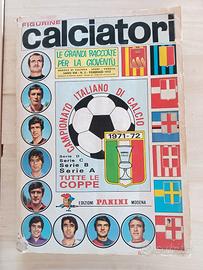 FIGURINE
calciatori
LE GRANDI RACCOLTE
PER LA GIOVENTÙ
CAMPIONATO ITALIANO DI CALCIO
1971-72
Serie D
Serie C
Serie B
Serie A
TUTTE LE
COPPE
EDIZIONI PANINI MODENA